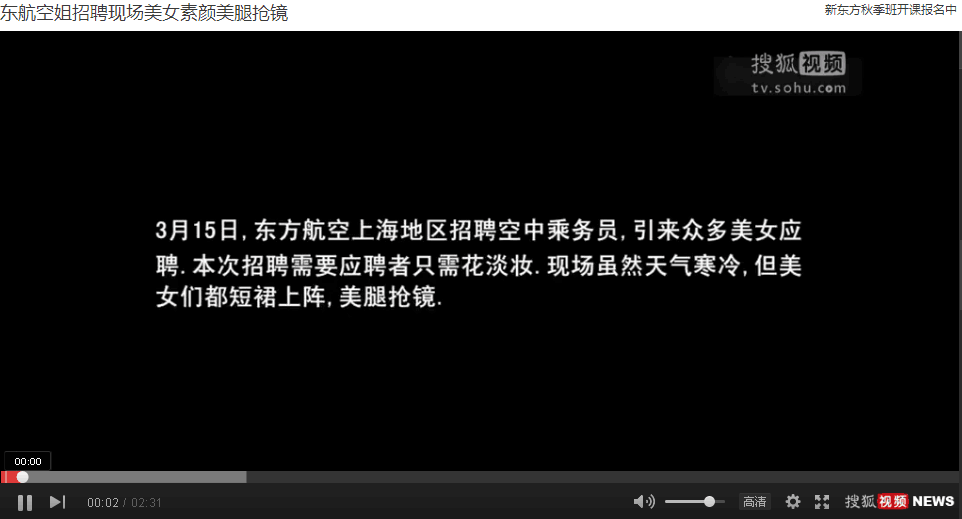 东航空姐招聘现场美女素颜美腿抢镜
新东方秋季班开课报名中
搜狐视频
tv.sohu.com
3月15日,东方航空上海地区招聘空中乘务员,引来众多美女应
聘.本次招聘需要应聘者只需花淡妆.现场虽然天气寒冷,但美
女们都短裙上阵,美腿抢镜.
00:00
00:02 / 02:31
高清
搜狐视频 NEWS